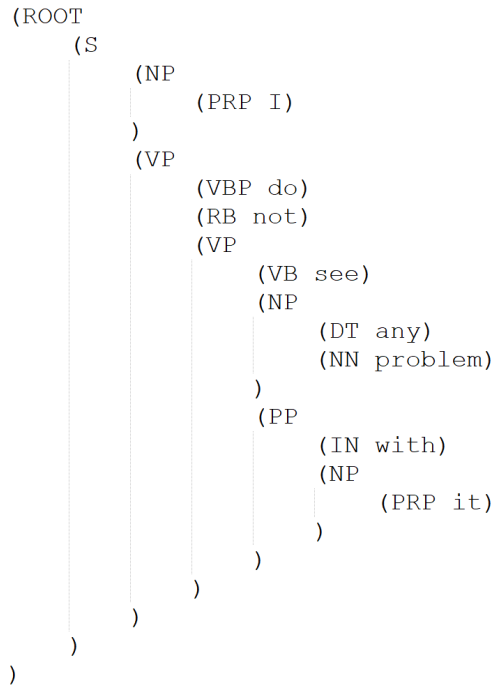 (ROOT
(S
(NP
(PRP I)
)
(VP
(VBP do)
(RB not)
(VP
(VB see)
(NP
(DT any)
(NN problem)
)
(PP
(IN with)
(NP
(PRP it)
)
)
)
)
)
)